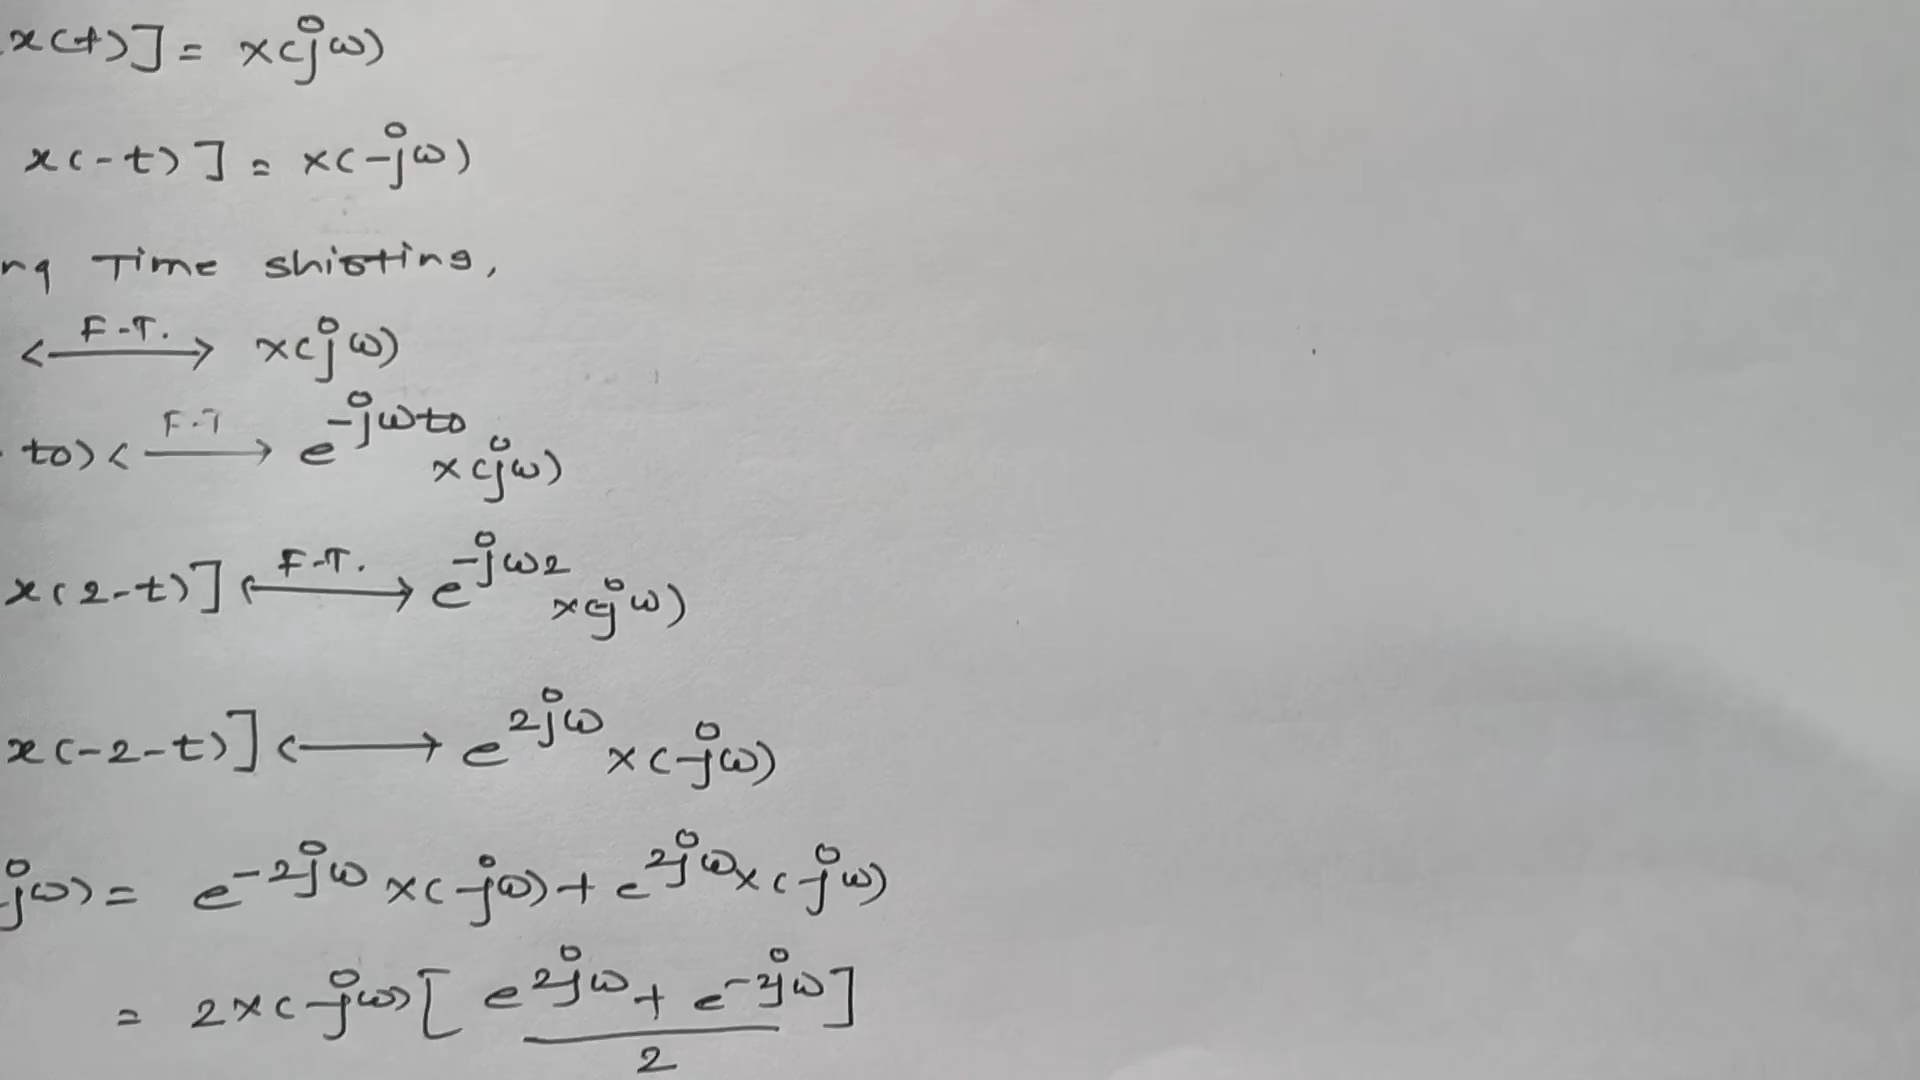 x(t)] = x(jω)
x(-t)] = x(-jω)
ng Time shifting,
<—F.T.—> x(jω)
to) <—F.T—> e^-jωto x(jω)
x(2-t)] <—F.T.—> e^-jω2 x(jω)
x(-2-t)] <—> e^2jω x(-jω)
jω) = e^-2jω x(-jω) + e^2jω x(-jω)
= 2x(-jω) [ e^2jω + e^-2jω ]
2